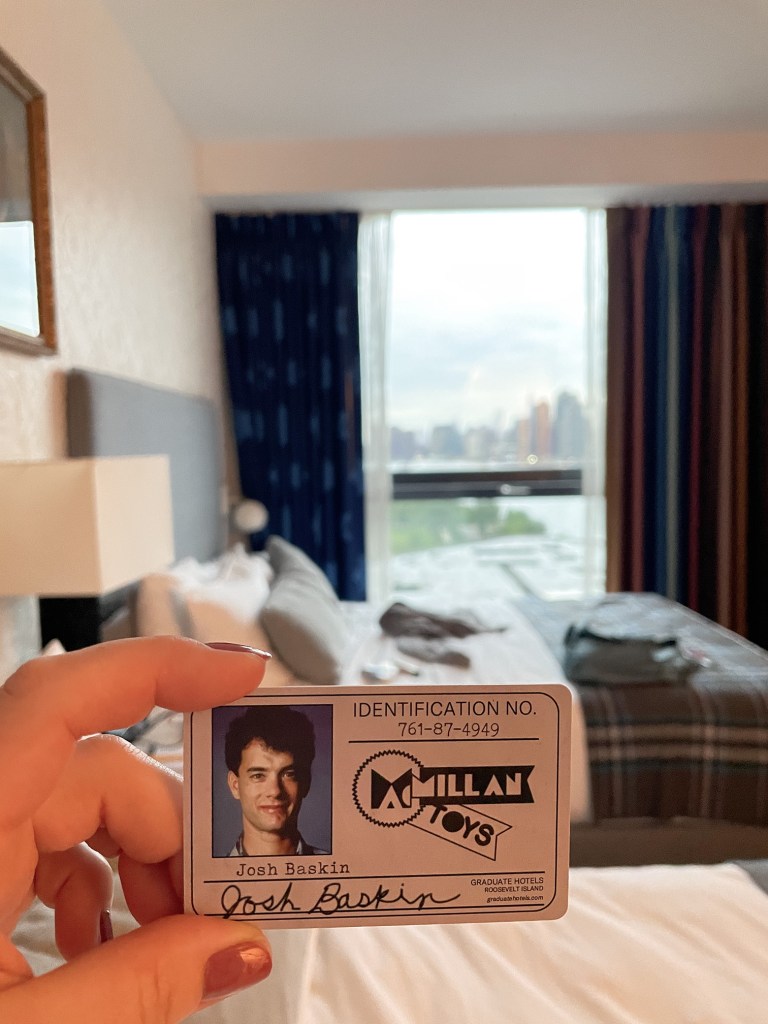 IDENTIFICATION NO.
761-87-4949
MACMILLAN
TOYS
Josh Baskin
Josh Baskin
GRADUATE HOTELS
ROOSEVELT ISLAND
graduatehotels.com